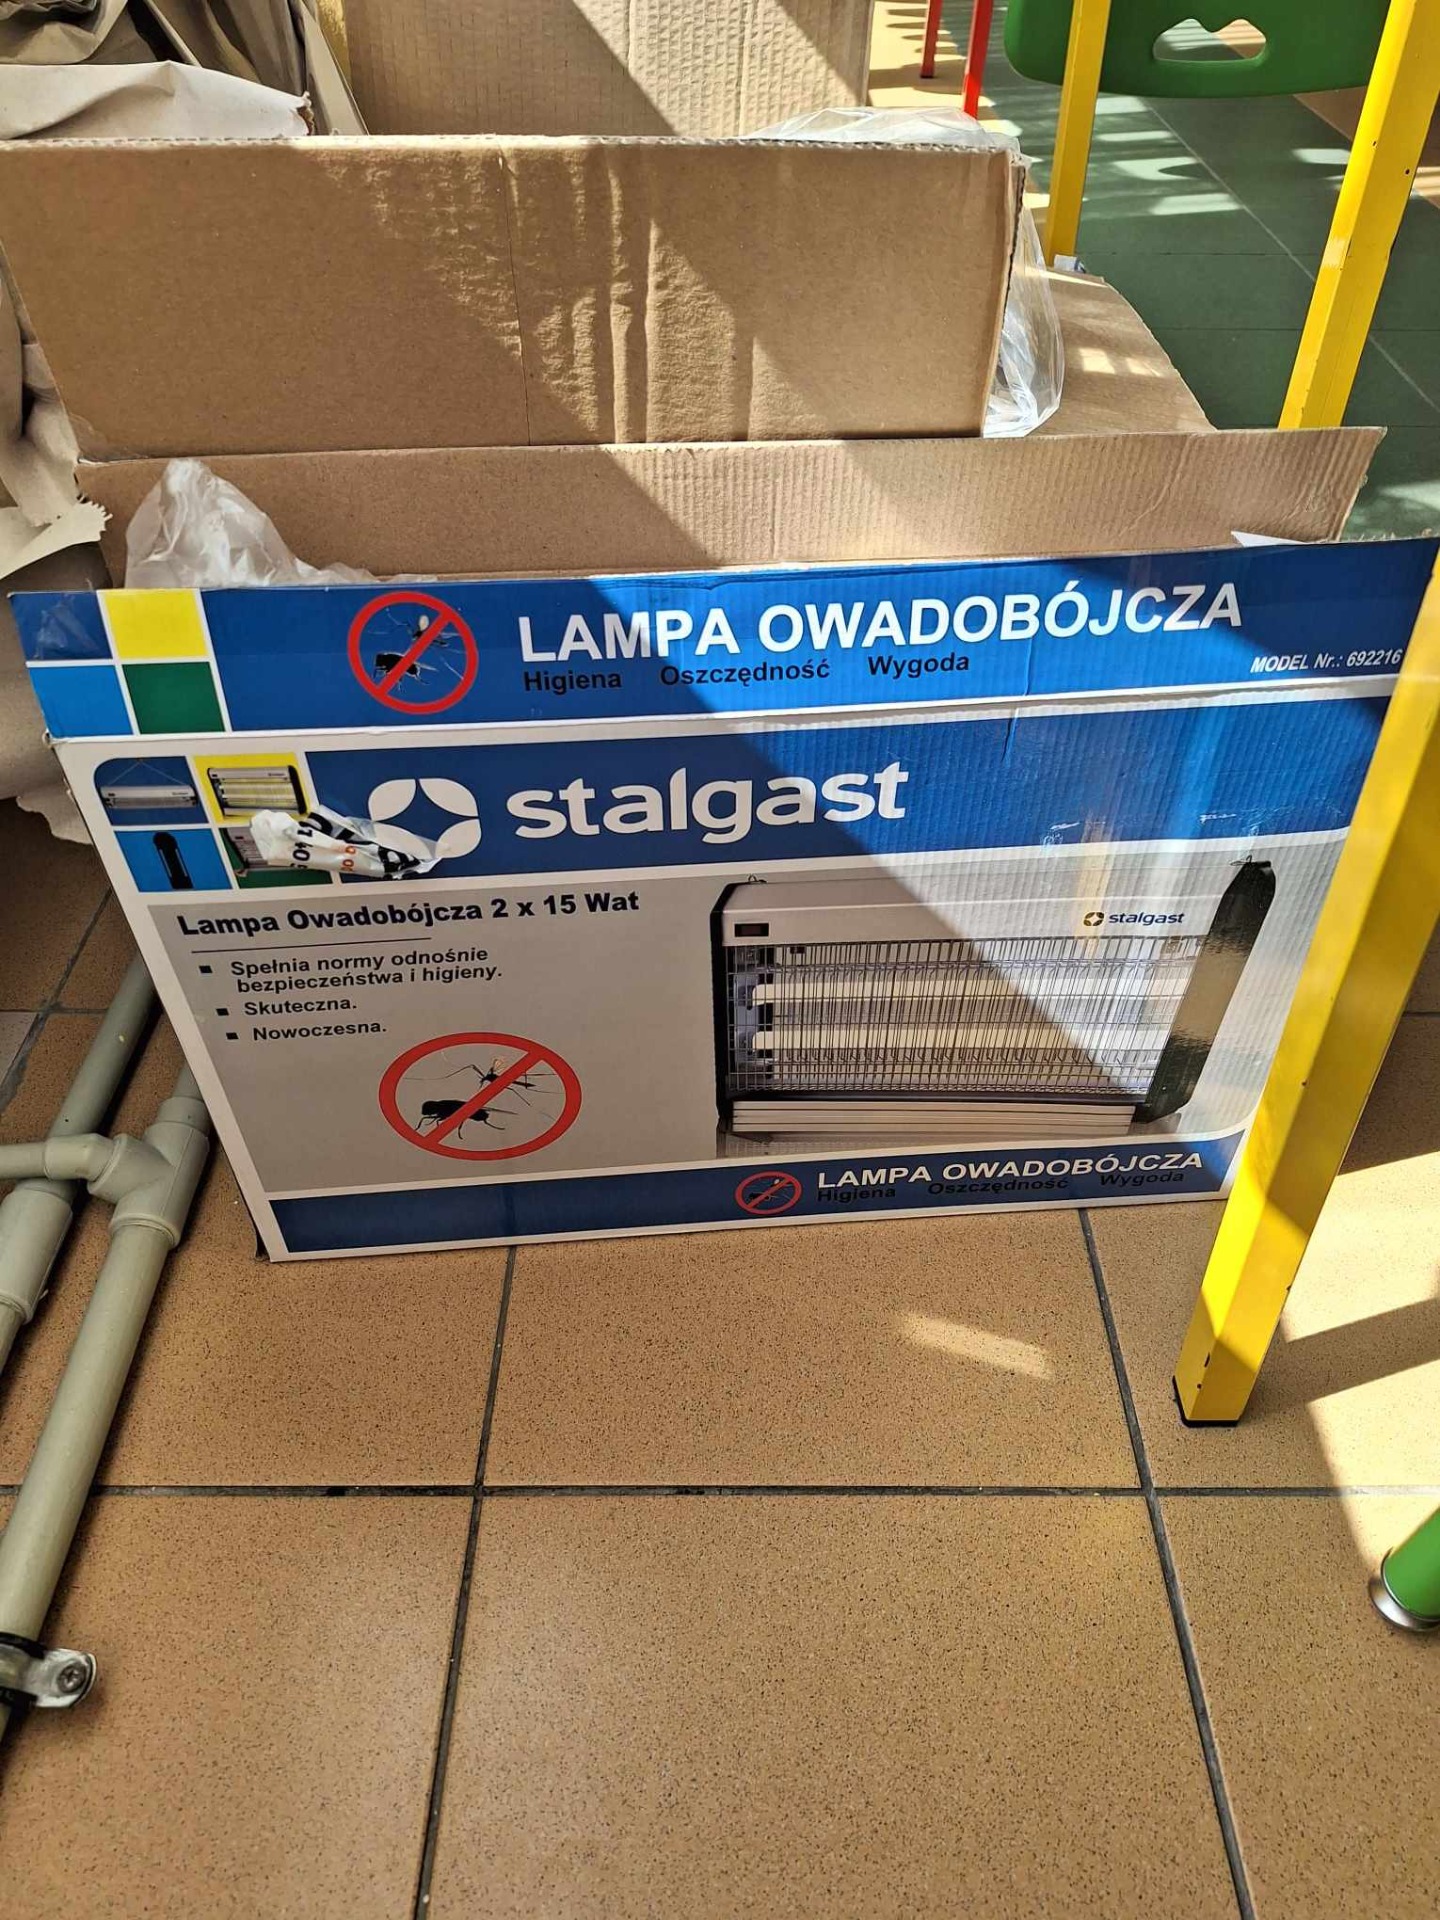 LAMPA OWADOBÓJCZA
Higiena Oszczędność Wygoda
MODEL Nr.: 692216
stalgast
Lampa Owadobójcza 2 x 15 Wat
▪ Spełnia normy odnośnie
bezpieczeństwa i higieny.
▪ Skuteczna.
▪ Nowoczesna.
stalgast
LAMPA OWADOBÓJCZA
Higiena Oszczędność Wygoda